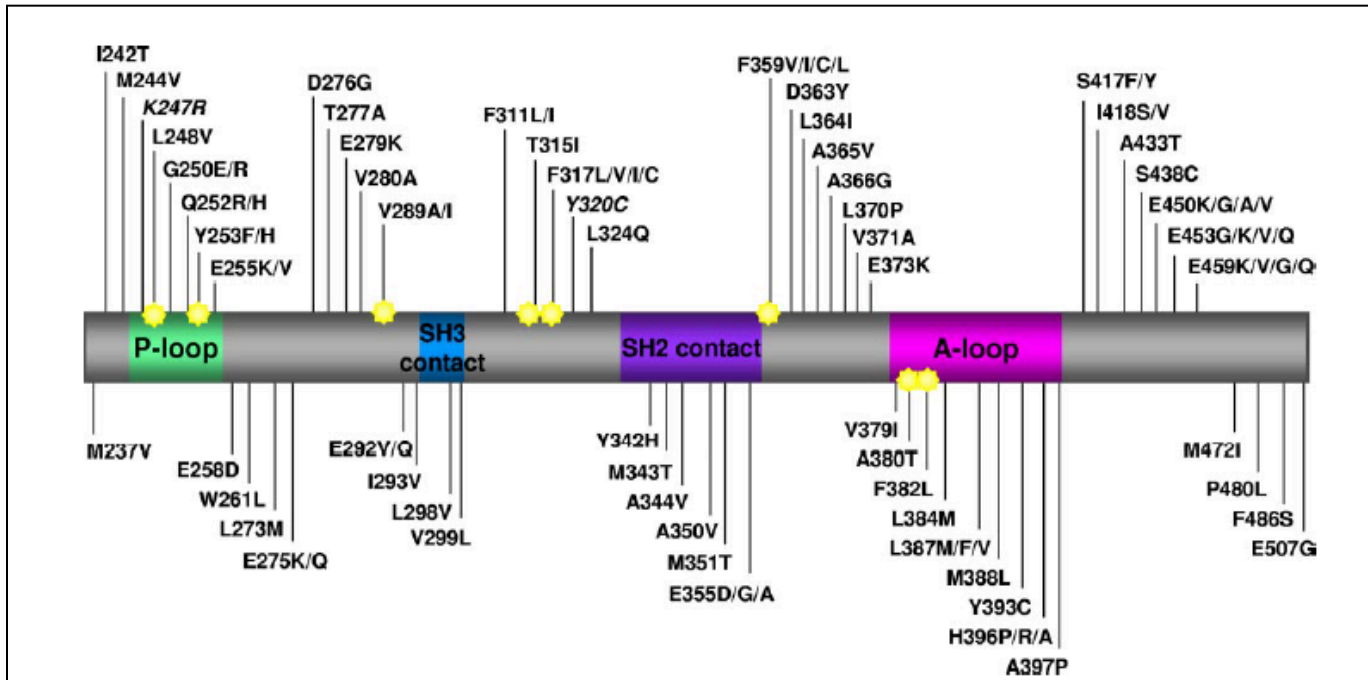 I242T
M244V
K247R
L248V
G250E/R
Q252R/H
Y253F/H
E255K/V
D276G
T277A
E279K
V280A
V289A/I
F311L/I
T315I
F317L/V/I/C
Y320C
L324Q
F359V/I/C/L
D363Y
L364I
A365V
A366G
L370P
V371A
E373K
S417F/Y
I418S/V
A433T
S438C
E450K/G/A/V
E453G/K/V/Q
E459K/V/G/Q
P-loop
SH3
contact
SH2 contact
A-loop
M237V
E258D
W261L
L273M
E275K/Q
E292V/Q
I293V
L298V
V299L
Y342H
M343T
A344V
A350V
M351T
E355D/G/A
V379I
A380T
F382L
L384M
L387M/F/V
M388L
Y393C
H396P/R/A
A397P
M472I
P480L
F486S
E507G